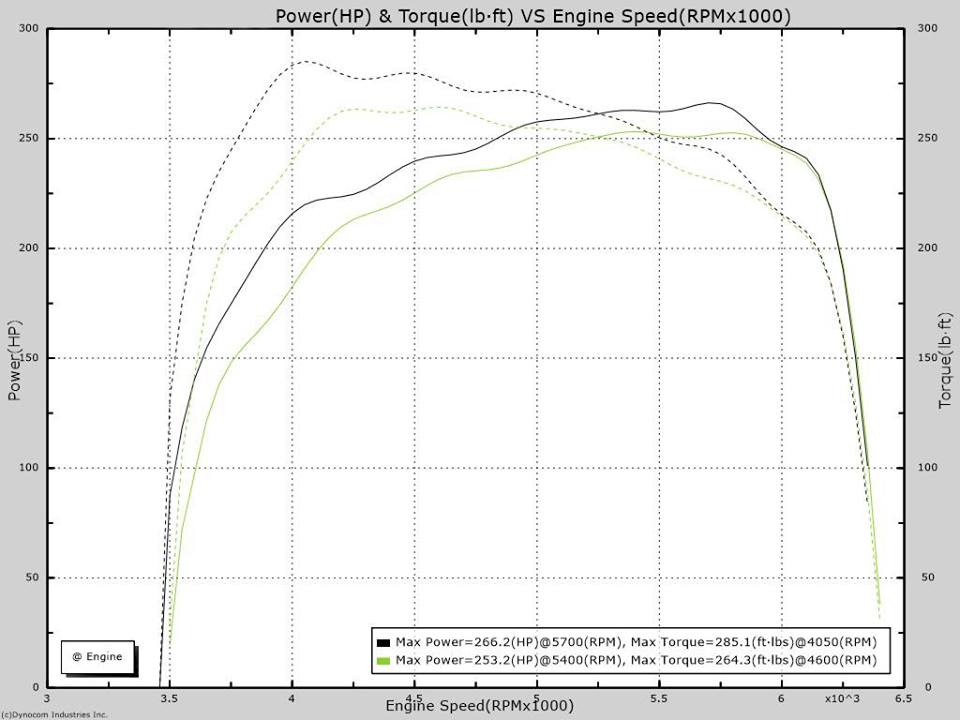 Power(HP) & Torque(lb·ft) VS Engine Speed(RPMx1000)
300
300
250
250
200
200
Power(HP)
Torque(lb·ft)
150
150
100
100
50
50
Max Power=266.2(HP)@5700(RPM), Max Torque=285.1(ft·lbs)@4050(RPM)
@ Engine
Max Power=253.2(HP)@5400(RPM), Max Torque=264.3(ft·lbs)@4600(RPM)
0
0
3 3.5 4 4.5 5 5.5 6 x10^3 6.5
Engine Speed(RPMx1000)
(c)Dynocom Industries Inc.